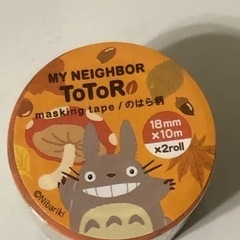 MY NEIGHBOR
TOTORO
masking tape / のはら柄
18mm
×10m
×2roll
©Nibariki